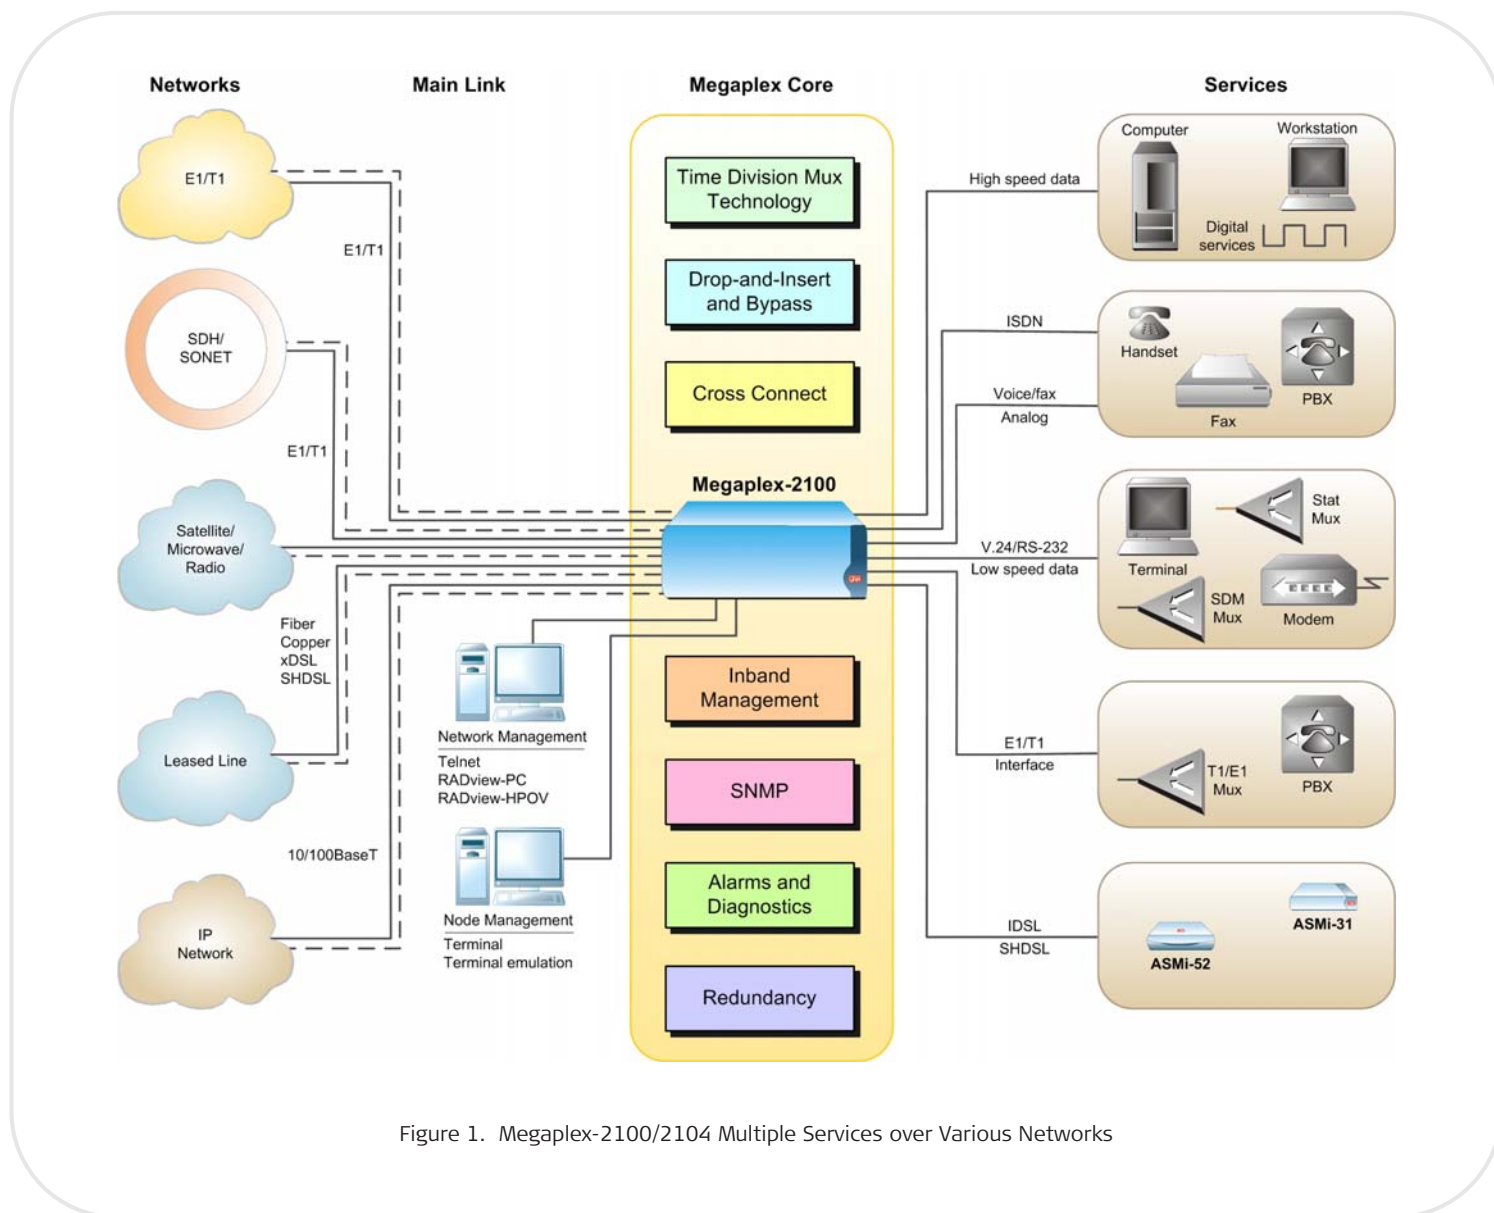 Networks
Main Link
Megaplex Core
Services
E1/T1
E1/T1
SDH/
SONET
E1/T1
Satellite/
Microwave/
Radio
Fiber
Copper
xDSL
SHDSL
Leased Line
10/100BaseT
IP
Network
Network Management
Telnet
RADview-PC
RADview-HPOV
Node Management
Terminal
Terminal emulation
Time Division Mux
Technology
Drop-and-Insert
and Bypass
Cross Connect
Megaplex-2100
Inband
Management
SNMP
Alarms and
Diagnostics
Redundancy
High speed data
ISDN
Voice/fax
Analog
V.24/RS-232
Low speed data
E1/T1
Interface
IDSL
SHDSL
Computer
Workstation
Digital
services
Handset
Fax
PBX
Terminal
Stat
Mux
SDM
Mux
Modem
T1/E1
Mux
PBX
ASMi-31
ASMi-52
Figure 1. Megaplex-2100/2104 Multiple Services over Various Networks